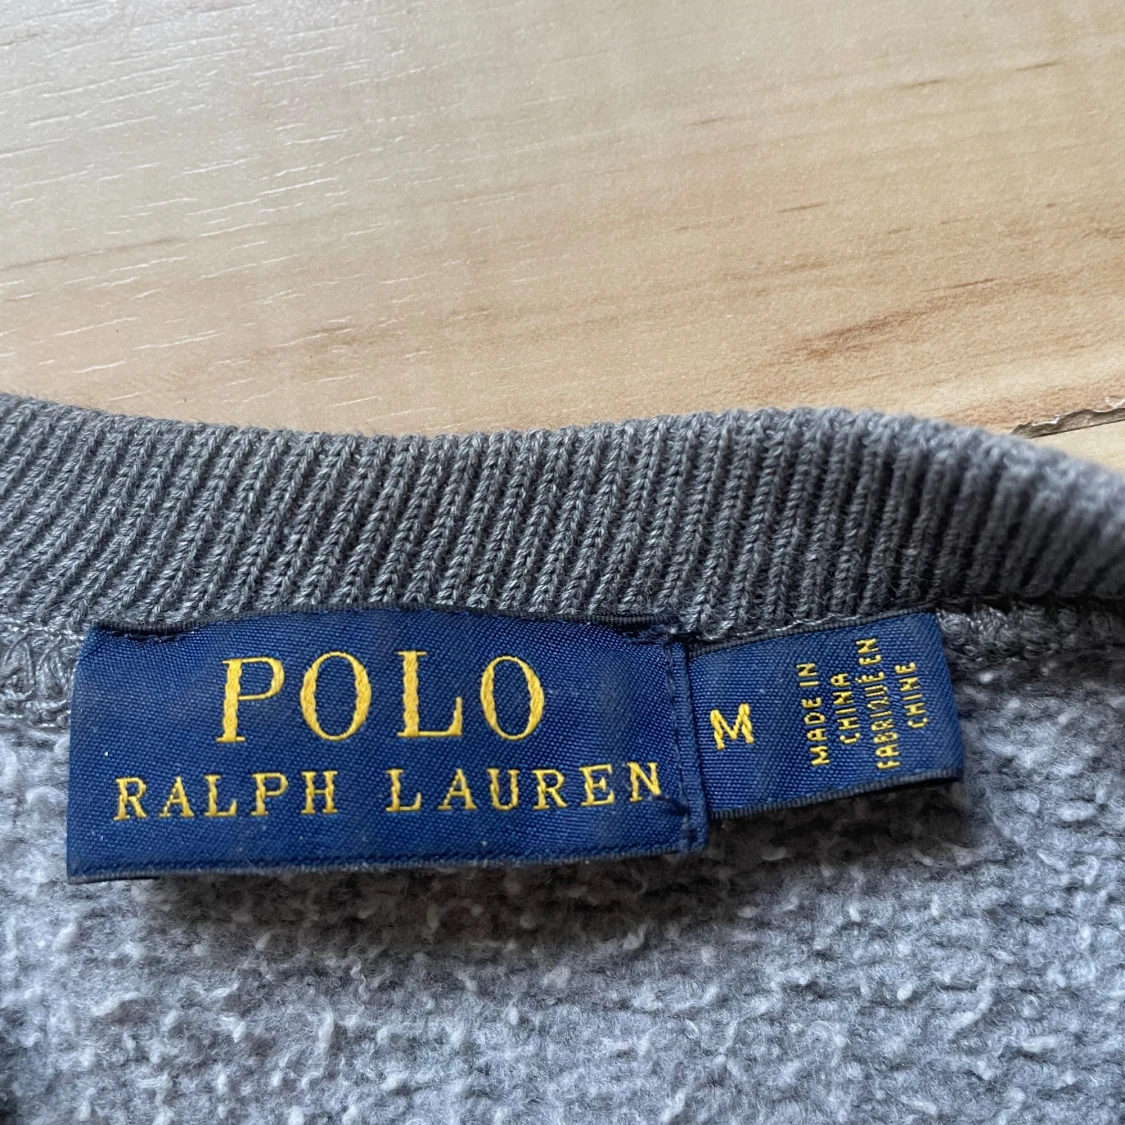 POLO
RALPH LAUREN
M
MADE IN
CHINA
FABRIQUÉ EN
CHINE